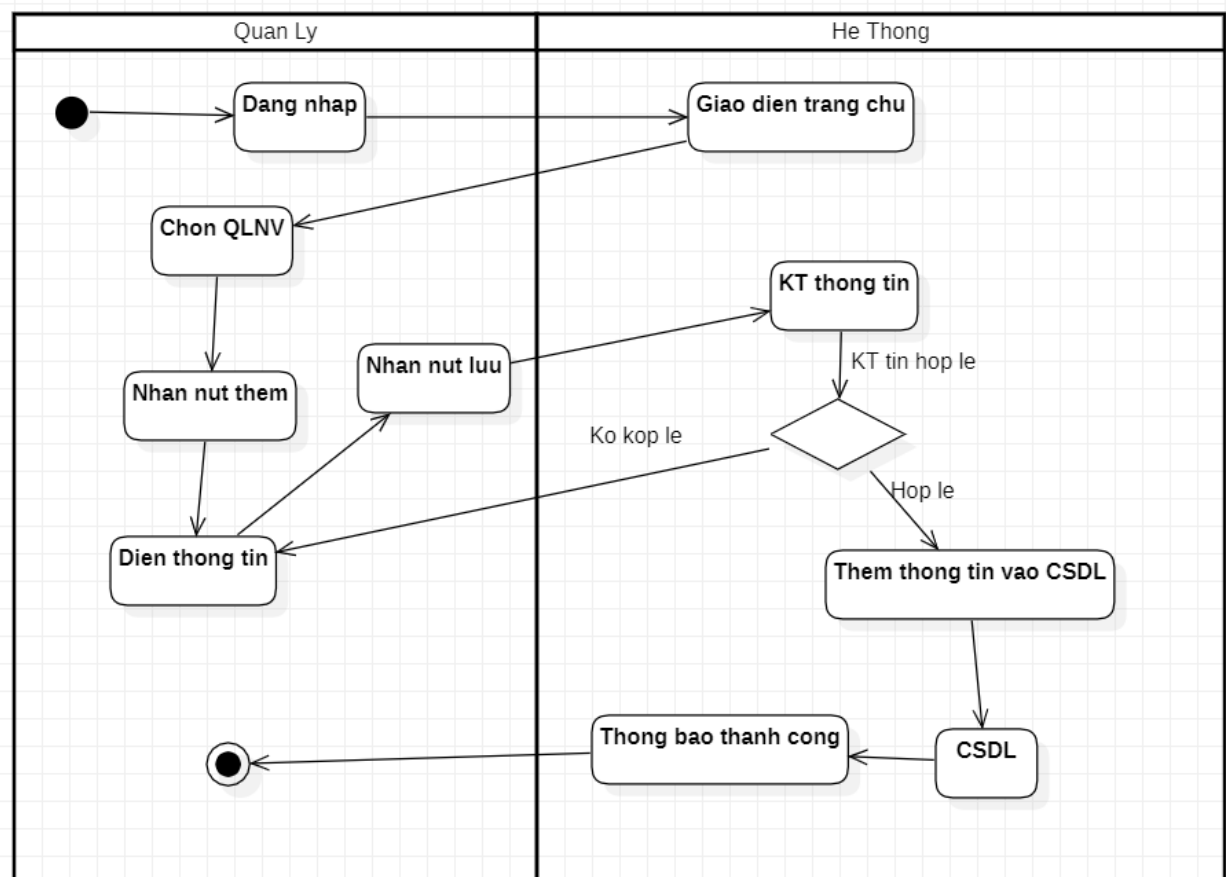 Quan Ly
He Thong
Dang nhap
Giao dien trang chu
Chon QLNV
KT thong tin
Nhan nut luu
KT tin hop le
Nhan nut them
Ko kop le
Hop le
Dien thong tin
Them thong tin vao CSDL
Thong bao thanh cong
CSDL